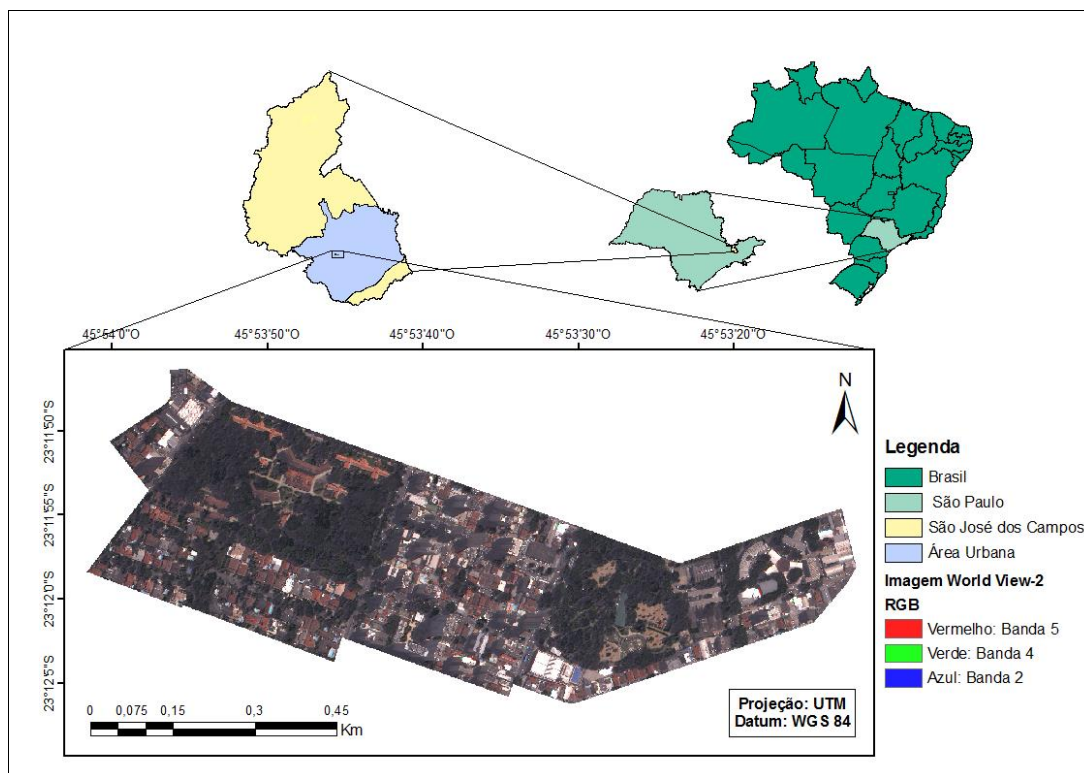 45°54'0"O
45°53'50"O
45°53'40"O
45°53'30"O
45°53'20"O
23°11'50"S
23°11'55"S
23°12'0"S
23°12'5"S
N
0 0,075 0,15 0,3 0,45
Km
Projeção: UTM
Datum: WGS 84
Legenda
Brasil
São Paulo
São José dos Campos
Área Urbana
Imagem World View-2
RGB
Vermelho: Banda 5
Verde: Banda 4
Azul: Banda 2